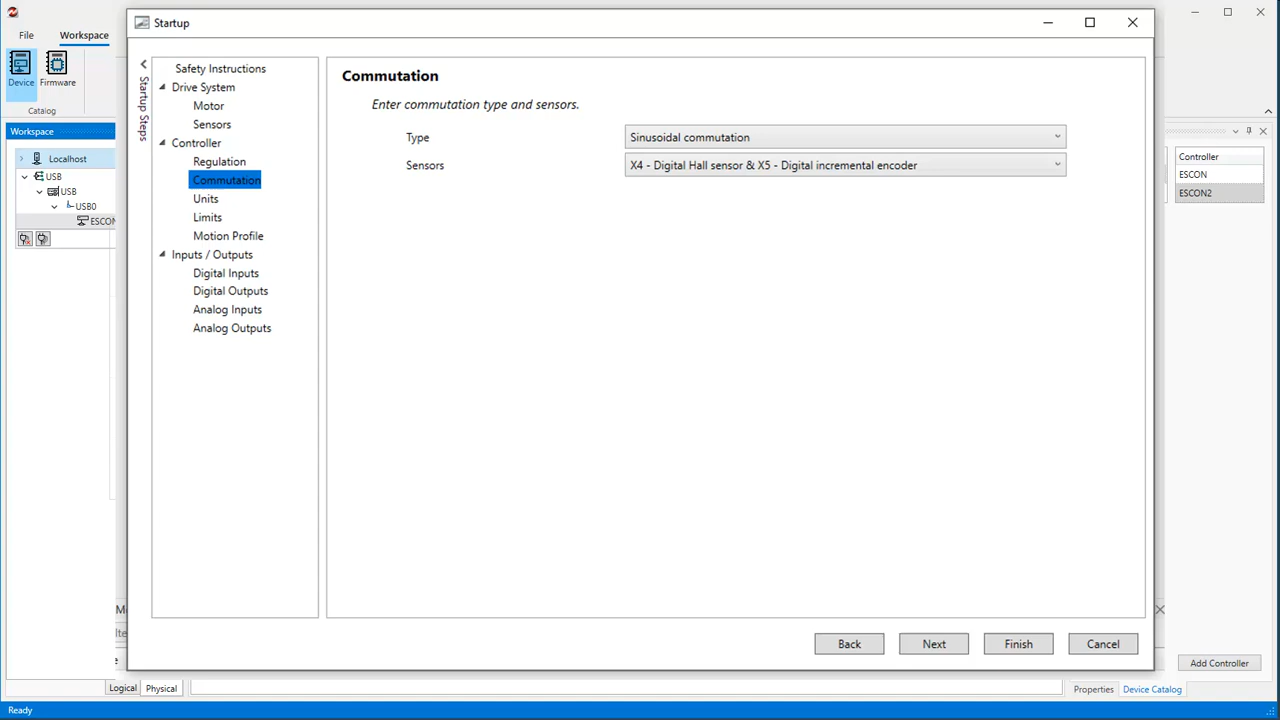 Startup
File
Workspace
Device
Firmware
Catalog
Workspace
Localhost
USB
USB
USB0
ESCON
Startup Steps
Safety Instructions
Drive System
Motor
Sensors
Controller
Regulation
Commutation
Units
Limits
Motion Profile
Inputs / Outputs
Digital Inputs
Digital Outputs
Analog Inputs
Analog Outputs
Commutation
Enter commutation type and sensors.
Type
Sinusoidal commutation
Sensors
X4 - Digital Hall sensor & X5 - Digital incremental encoder
Back
Next
Finish
Cancel
Controller
ESCON
ESCON2
Add Controller
Logical
Physical
Properties
Device Catalog
Ready